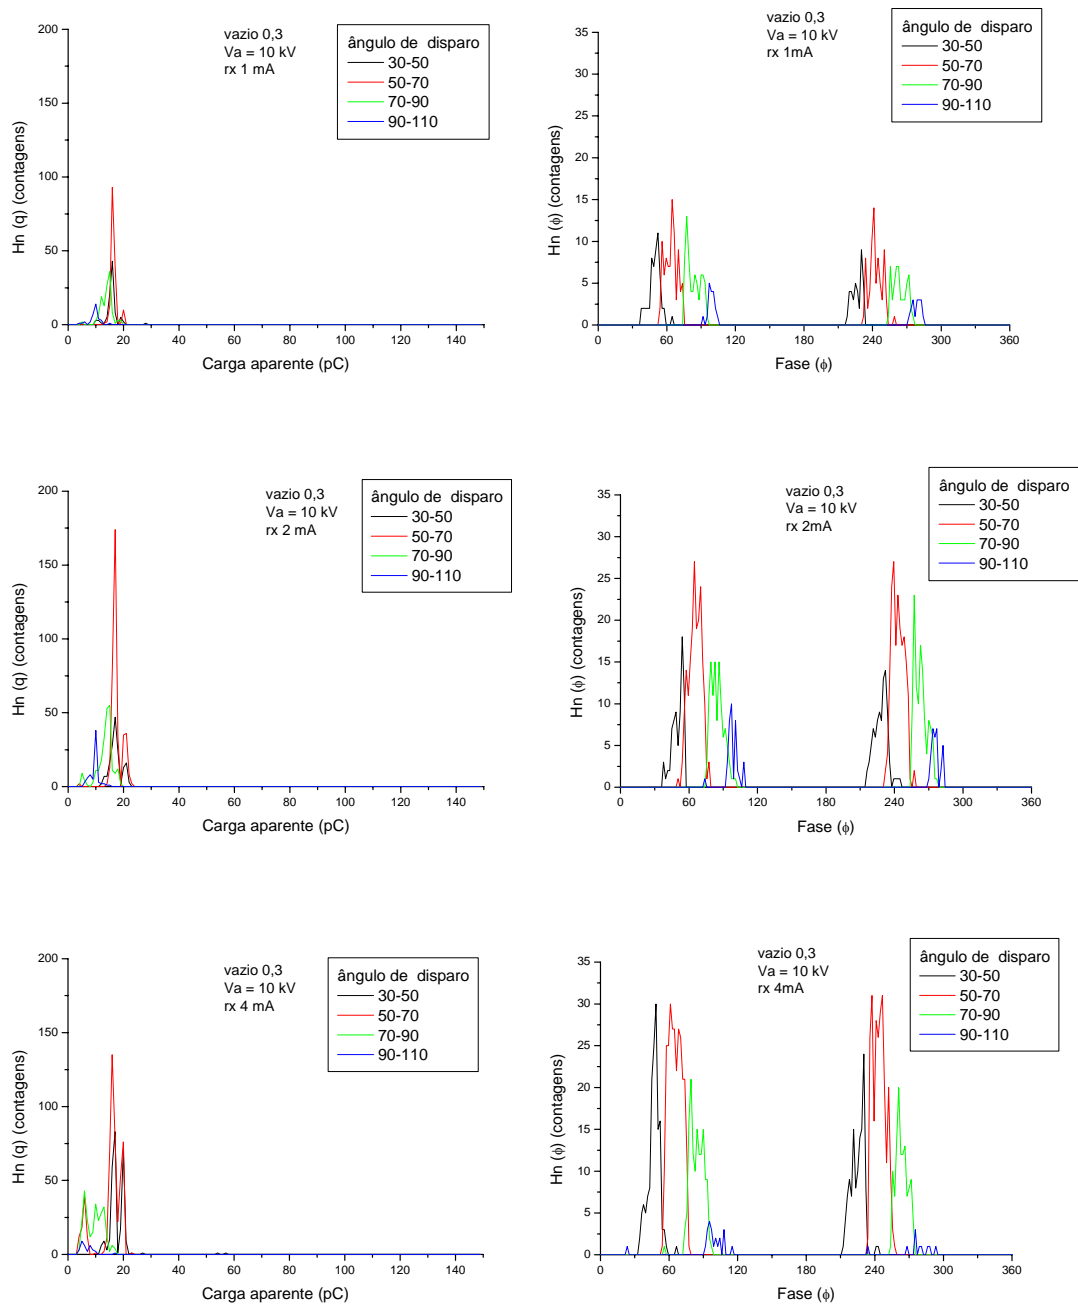 vazio 0,3
Va = 10 kV
rx 1 mA
ângulo de disparo
30-50
50-70
70-90
90-110
200
150
100
50
0
Hn (q) (contagens)
0 20 40 60 80 100 120 140
Carga aparente (pC)
vazio 0,3
Va = 10 kV
rx 1mA
ângulo de disparo
30-50
50-70
70-90
90-110
35
30
25
20
15
10
5
0
Hn (ϕ) (contagens)
0 60 120 180 240 300 360
Fase (ϕ)
vazio 0,3
Va = 10 kV
rx 2 mA
ângulo de disparo
30-50
50-70
70-90
90-110
200
150
100
50
0
Hn (q) (contagens)
0 20 40 60 80 100 120 140
Carga aparente (pC)
vazio 0,3
Va = 10 kV
rx 2mA
ângulo de disparo
30-50
50-70
70-90
90-110
35
30
25
20
15
10
5
0
Hn (ϕ) (contagens)
0 60 120 180 240 300 360
Fase (ϕ)
vazio 0,3
Va = 10 kV
rx 4 mA
ângulo de disparo
30-50
50-70
70-90
90-110
200
150
100
50
0
Hn (q) (contagens)
0 20 40 60 80 100 120 140
Carga aparente (pC)
vazio 0,3
Va = 10 kV
rx 4mA
ângulo de disparo
30-50
50-70
70-90
90-110
35
30
25
20
15
10
5
0
Hn (ϕ) (contagens)
0 60 120 180 240 300 360
Fase (ϕ)